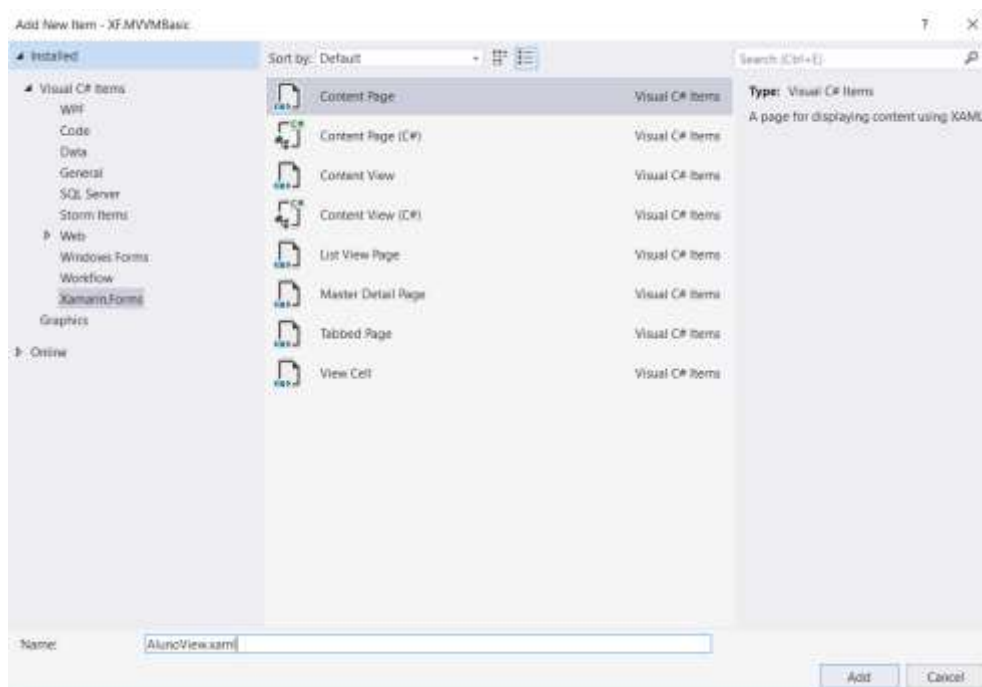 Add New Item - XF.MVVMBasic
? ×
Installed
Sort by: Default
Search (Ctrl+E)
Visual C# Items
WPF
Code
Data
General
SQL Server
Storm Items
Web
Windows Forms
Workflow
Xamarin.Forms
Graphics
Online
Content Page Visual C# Items
Content Page (C#) Visual C# Items
Content View Visual C# Items
Content View (C#) Visual C# Items
List View Page Visual C# Items
Master Detail Page Visual C# Items
Tabbed Page Visual C# Items
View Cell Visual C# Items
Type: Visual C# Items
A page for displaying content using XAML
Name: AlunoView.xaml
Add Cancel